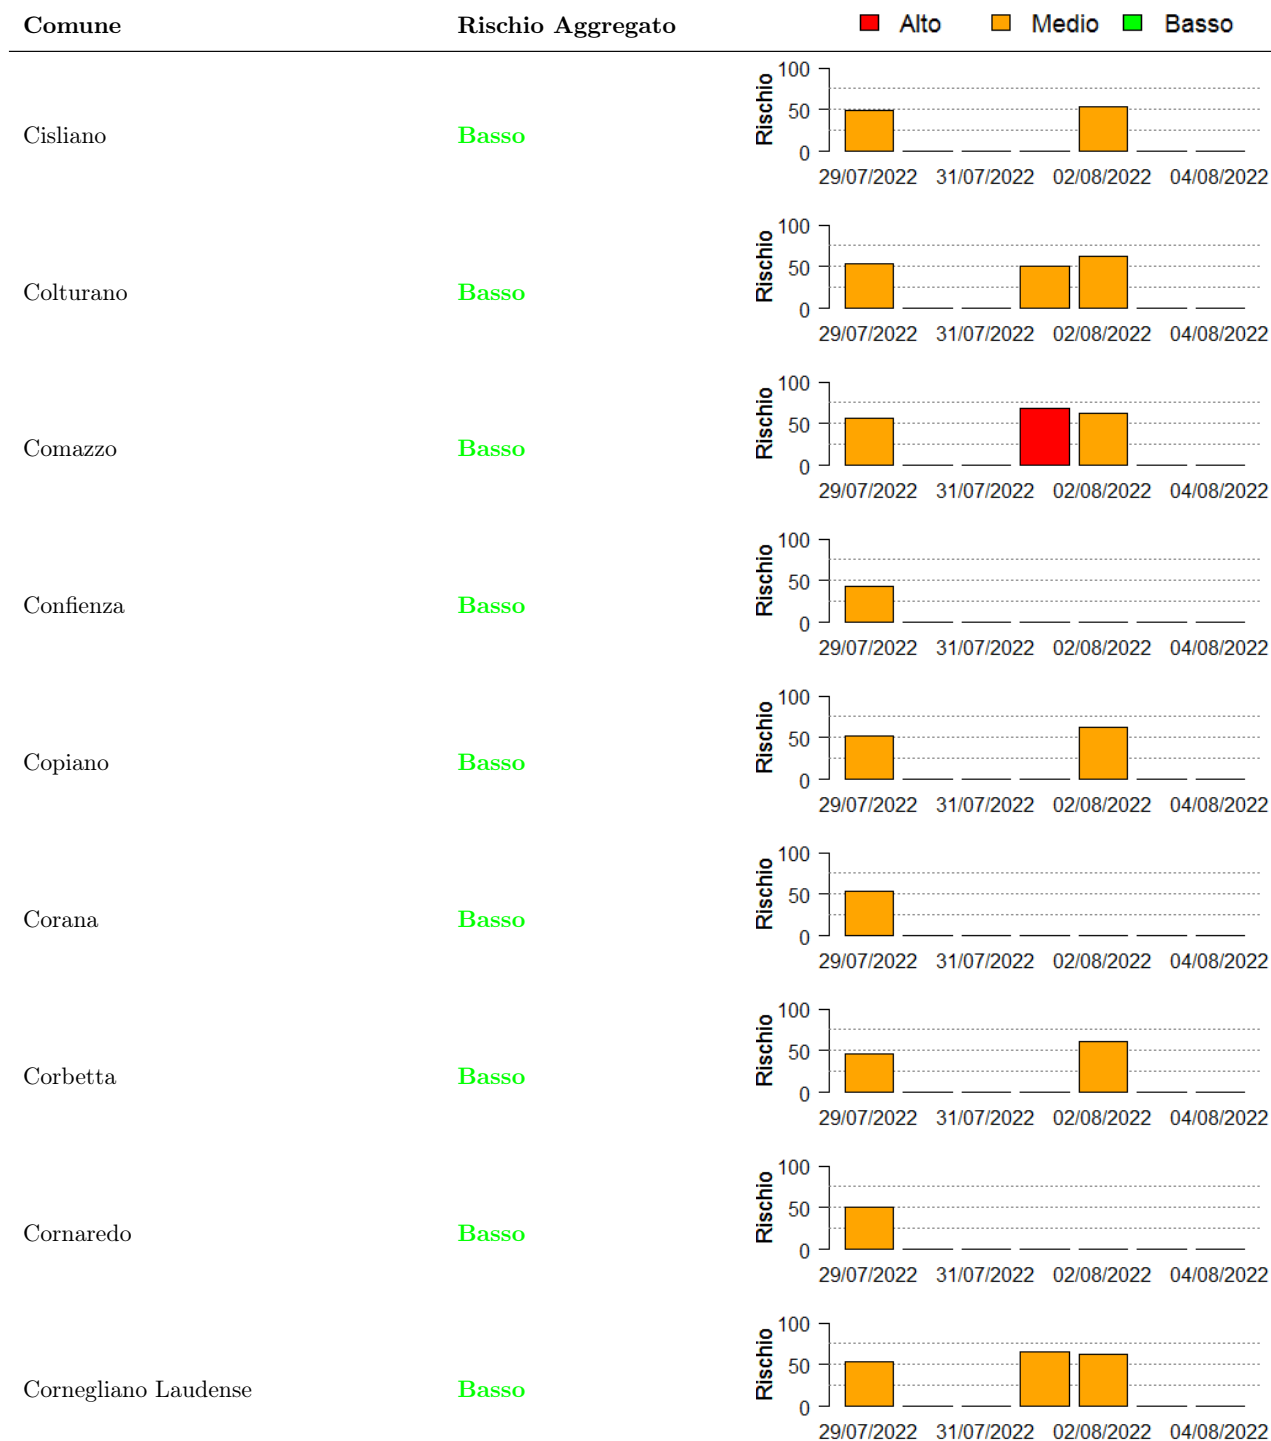 Comune Rischio Aggregato Alto Medio Basso
100
50
0
Rischio
Cisliano Basso
29/07/2022 31/07/2022 02/08/2022 04/08/2022
100
50
0
Rischio
Colturano Basso
29/07/2022 31/07/2022 02/08/2022 04/08/2022
100
50
0
Rischio
Comazzo Basso
29/07/2022 31/07/2022 02/08/2022 04/08/2022
100
50
0
Rischio
Confienza Basso
29/07/2022 31/07/2022 02/08/2022 04/08/2022
100
50
0
Rischio
Copiano Basso
29/07/2022 31/07/2022 02/08/2022 04/08/2022
100
50
0
Rischio
Corana Basso
29/07/2022 31/07/2022 02/08/2022 04/08/2022
100
50
0
Rischio
Corbetta Basso
29/07/2022 31/07/2022 02/08/2022 04/08/2022
100
50
0
Rischio
Cornaredo Basso
29/07/2022 31/07/2022 02/08/2022 04/08/2022
100
50
0
Rischio
Cornegliano Laudense Basso
29/07/2022 31/07/2022 02/08/2022 04/08/2022